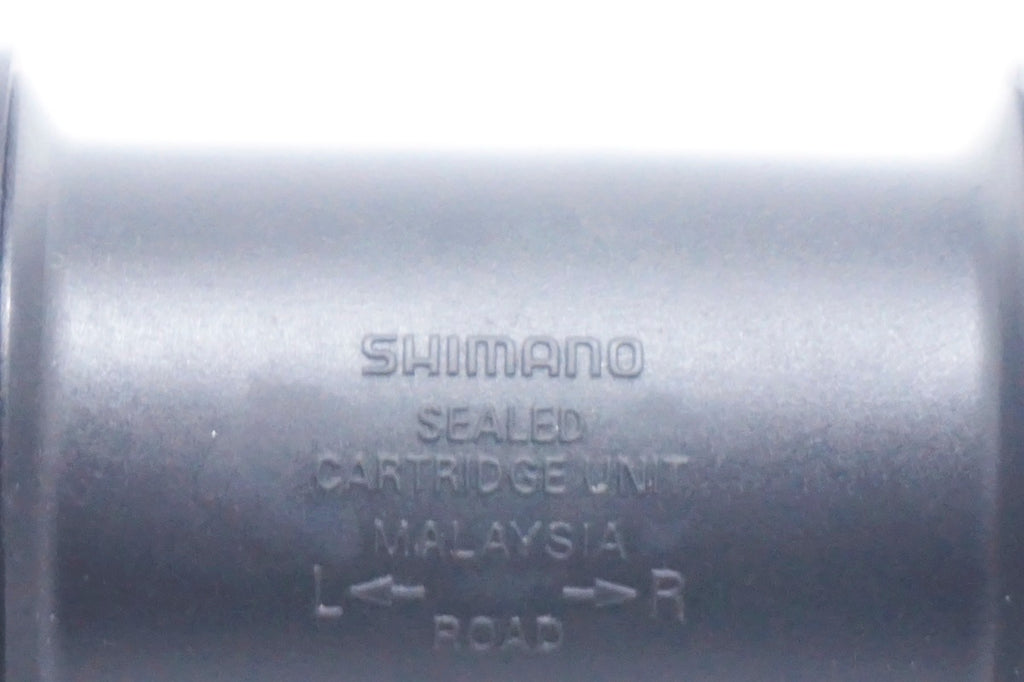 SHIMANO
SEALED
CARTRIDGE UNIT
MALAYSIA
L ← → R
ROAD